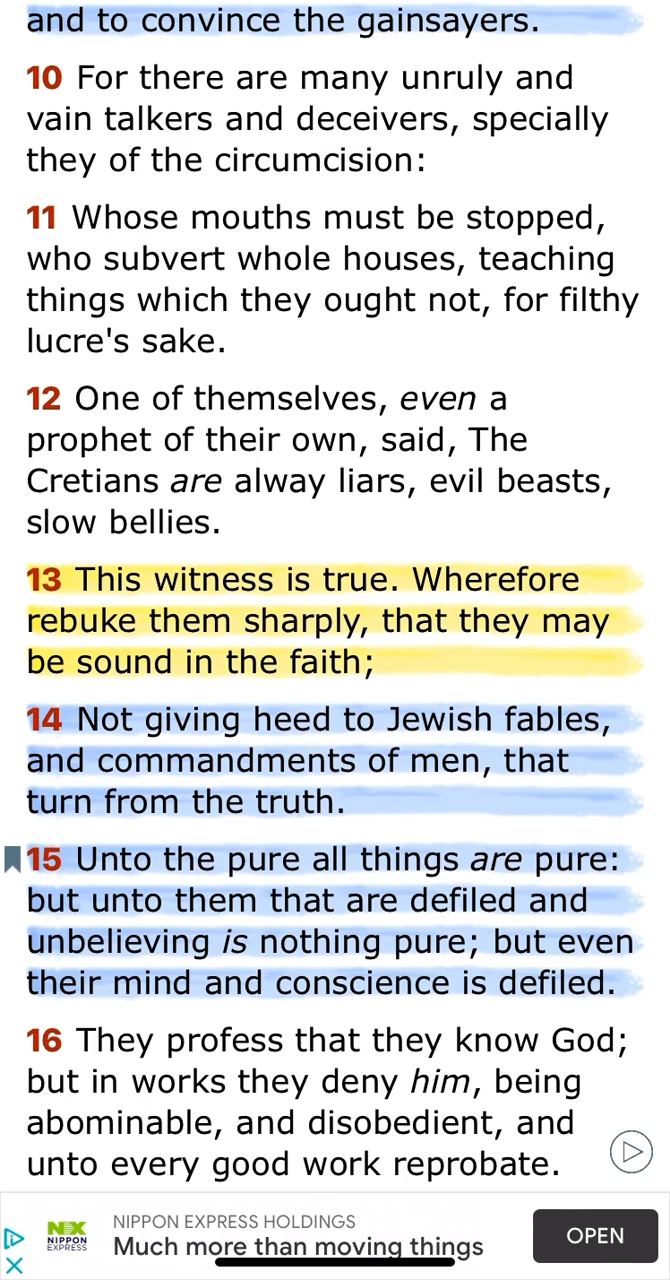 and to convince the gainsayers.
10 For there are many unruly and
vain talkers and deceivers, specially
they of the circumcision:
11 Whose mouths must be stopped,
who subvert whole houses, teaching
things which they ought not, for filthy
lucre's sake.
12 One of themselves, even a
prophet of their own, said, The
Cretians are alway liars, evil beasts,
slow bellies.
13 This witness is true. Wherefore
rebuke them sharply, that they may
be sound in the faith;
14 Not giving heed to Jewish fables,
and commandments of men, that
turn from the truth.
15 Unto the pure all things are pure:
but unto them that are defiled and
unbelieving is nothing pure; but even
their mind and conscience is defiled.
16 They profess that they know God;
but in works they deny him, being
abominable, and disobedient, and
unto every good work reprobate.
NX
NIPPON
EXPRESS
NIPPON EXPRESS HOLDINGS
Much more than moving things
OPEN